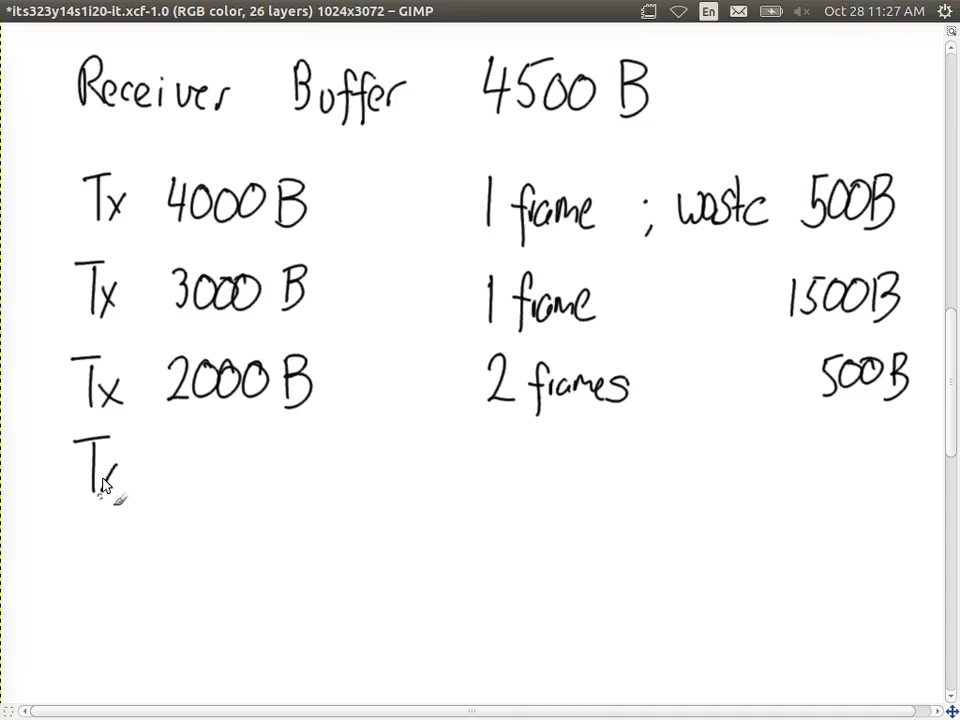 *its323y14s1i20-it.xcf-1.0 (RGB color, 26 layers) 1024x3072 – GIMP En Oct 28 11:27 AM
Receiver Buffer 4500 B
Tx 4000 B 1 frame ; waste 500B
Tx 3000 B 1 frame 1500B
Tx 2000 B 2 frames 500B
Tx